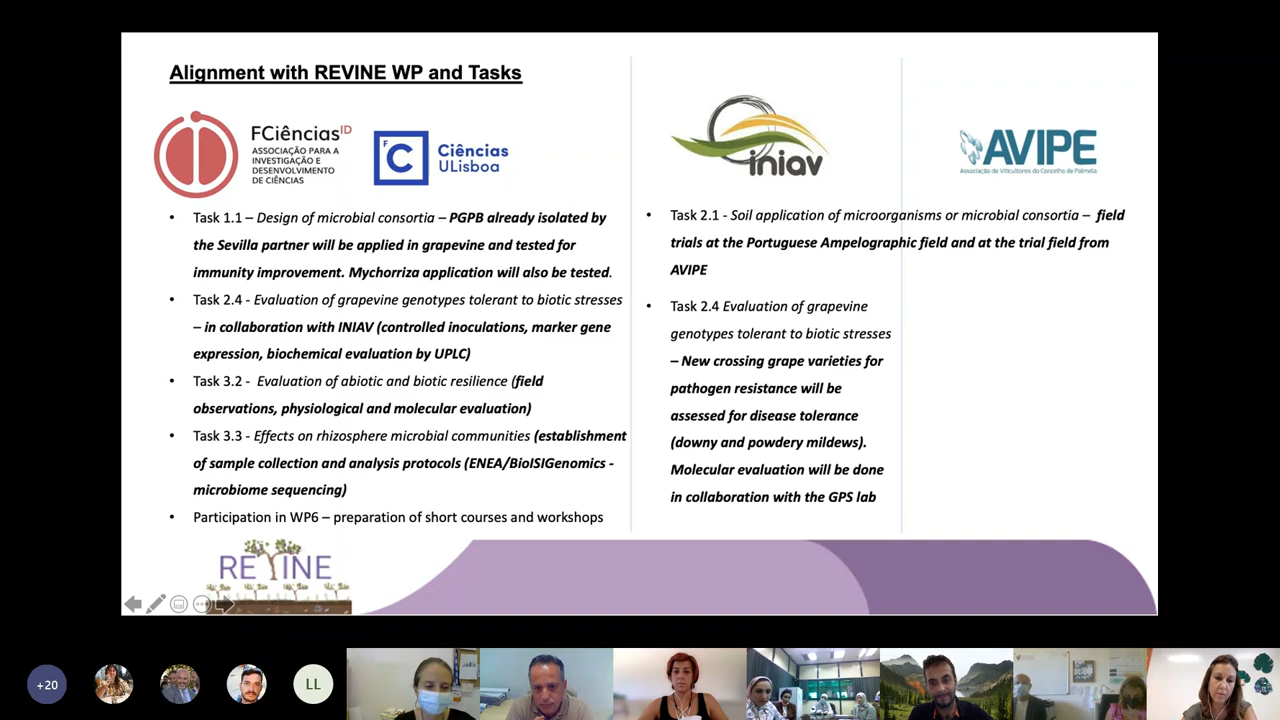 Alignment with REVINE WP and Tasks
FCiências ID
ASSOCIAÇÃO PARA A
INVESTIGAÇÃO E
DESENVOLVIMENTO
DE CIÊNCIAS
F
C
Ciências
ULisboa
• Task 1.1 – Design of microbial consortia – PGPB already isolated by
the Sevilla partner will be applied in grapevine and tested for
immunity improvement. Mychorriza application will also be tested.
• Task 2.4 - Evaluation of grapevine genotypes tolerant to biotic stresses
– in collaboration with INIAV (controlled inoculations, marker gene
expression, biochemical evaluation by UPLC)
• Task 3.2 - Evaluation of abiotic and biotic resilience (field
observations, physiological and molecular evaluation)
• Task 3.3 - Effects on rhizosphere microbial communities (establishment
of sample collection and analysis protocols (ENEA/BioISIGenomics -
microbiome sequencing)
• Participation in WP6 – preparation of short courses and workshops
iniav
AVIPE
Associação de Viticultores do Concelho de Palmela
• Task 2.1 - Soil application of microorganisms or microbial consortia – field
trials at the Portuguese Ampelographic field and at the trial field from
AVIPE
• Task 2.4 Evaluation of grapevine
genotypes tolerant to biotic stresses
– New crossing grape varieties for
pathogen resistance will be
assessed for disease tolerance
(downy and powdery mildews).
Molecular evaluation will be done
in collaboration with the GPS lab
REVINE
+20
LL